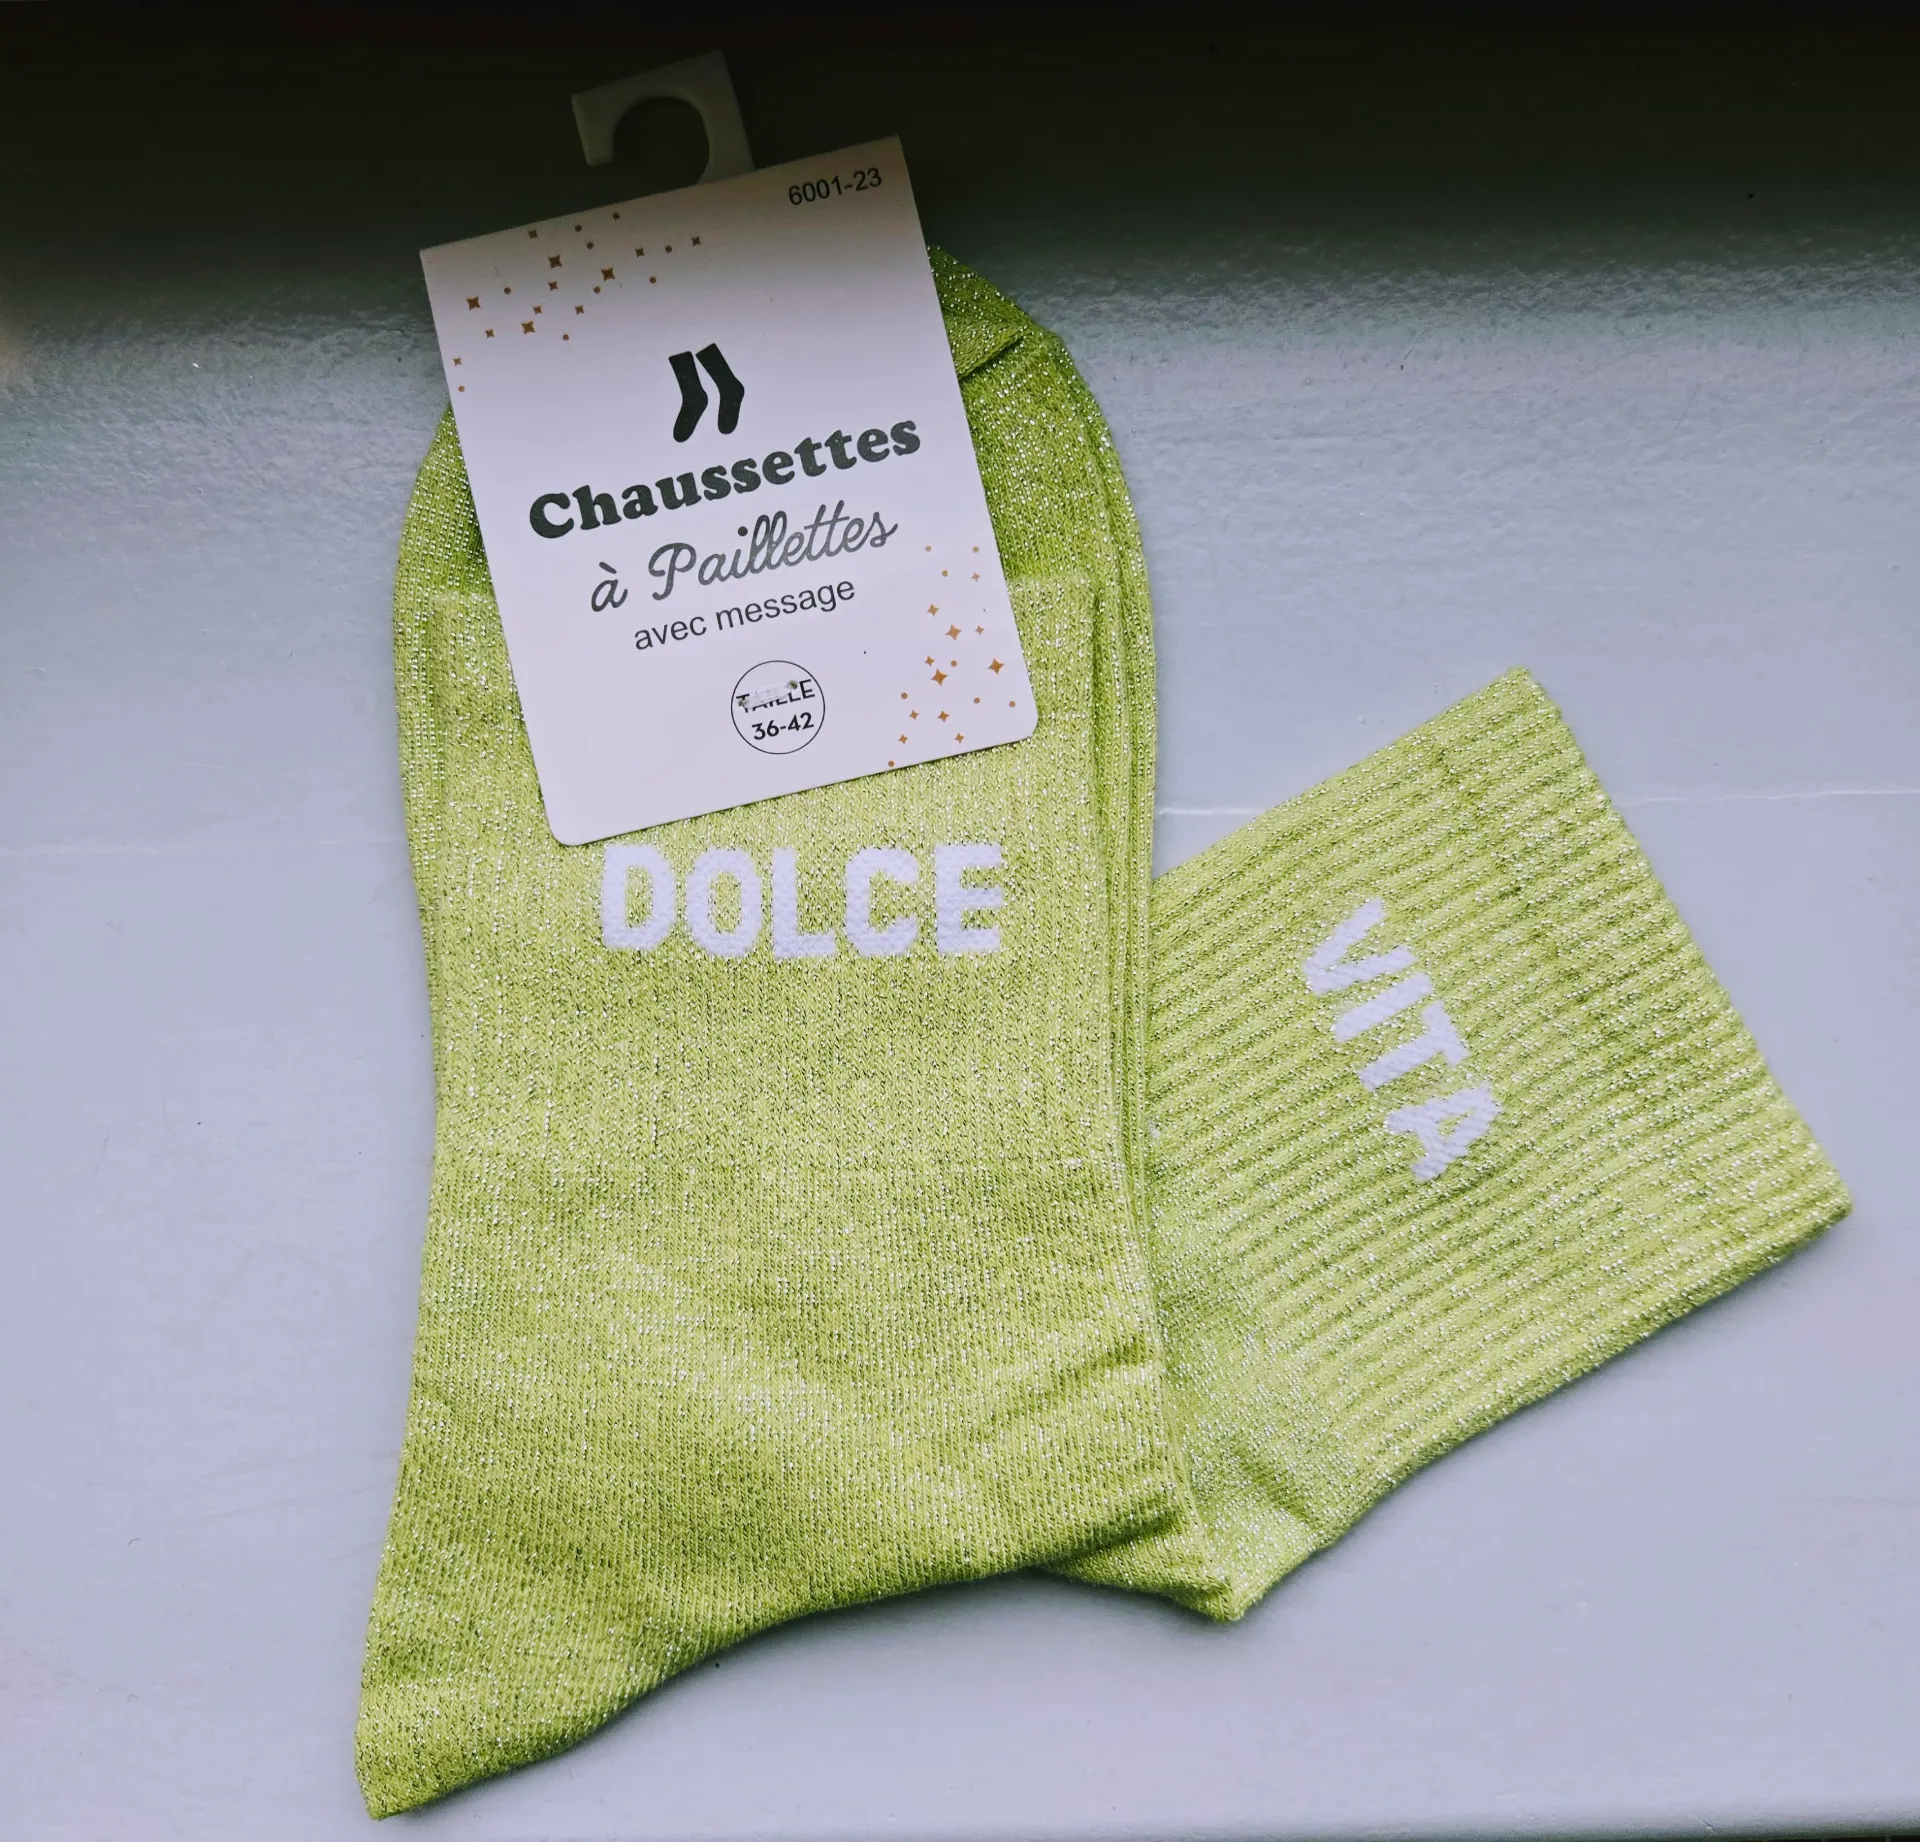 6001-23
Chaussettes
à Paillettes
avec message
TAILLE
36-42
DOLCE
VITA